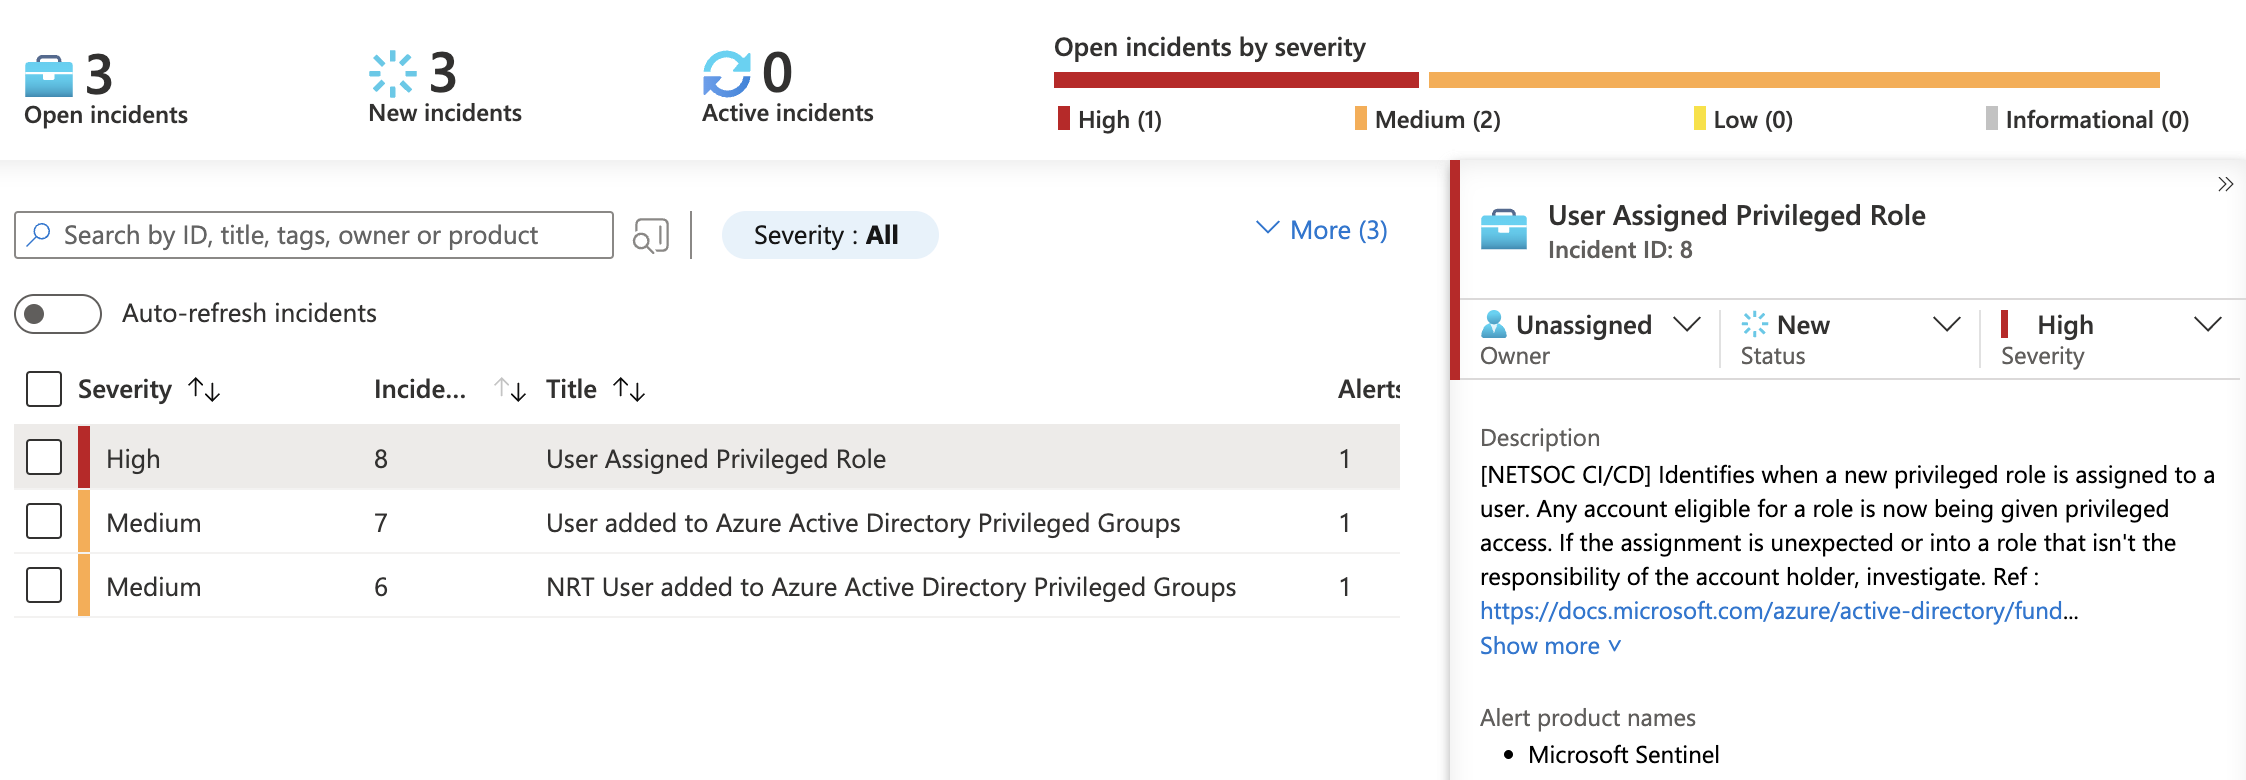 3
Open incidents
3
New incidents
0
Active incidents
Open incidents by severity
High (1)
Medium (2)
Low (0)
Informational (0)
Search by ID, title, tags, owner or product
Severity : All
More (3)
Auto-refresh incidents
Severity Incide... Title Alerts
High 8 User Assigned Privileged Role 1
Medium 7 User added to Azure Active Directory Privileged Groups 1
Medium 6 NRT User added to Azure Active Directory Privileged Groups 1
User Assigned Privileged Role
Incident ID: 8
Unassigned
Owner
New
Status
High
Severity
Description
[NETSOC CI/CD] Identifies when a new privileged role is assigned to a
user. Any account eligible for a role is now being given privileged
access. If the assignment is unexpected or into a role that isn't the
responsibility of the account holder, investigate. Ref :
https://docs.microsoft.com/azure/active-directory/fund...
Show more
Alert product names
• Microsoft Sentinel